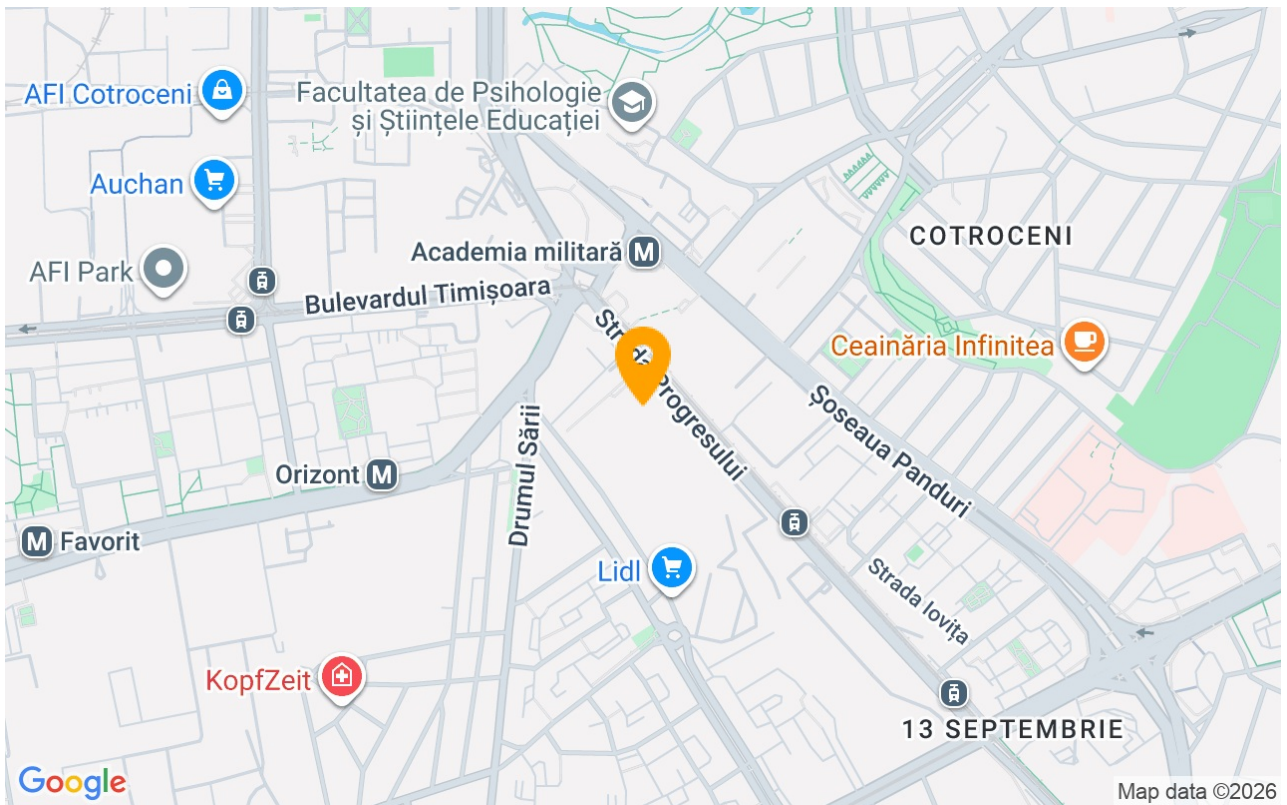 AFI Cotroceni
Facultatea de Psihologie
și Științele Educației
Auchan
COTROCENI
Academia militară M
AFI Park
Bulevardul Timișoara
Strada Progresului
Ceainăria Infinitea
Șoseaua Panduri
Drumul Sării
Orizont M
M Favorit
Lidl
Strada Iovița
KopfZeit
13 SEPTEMBRIE
Google
Map data ©2026